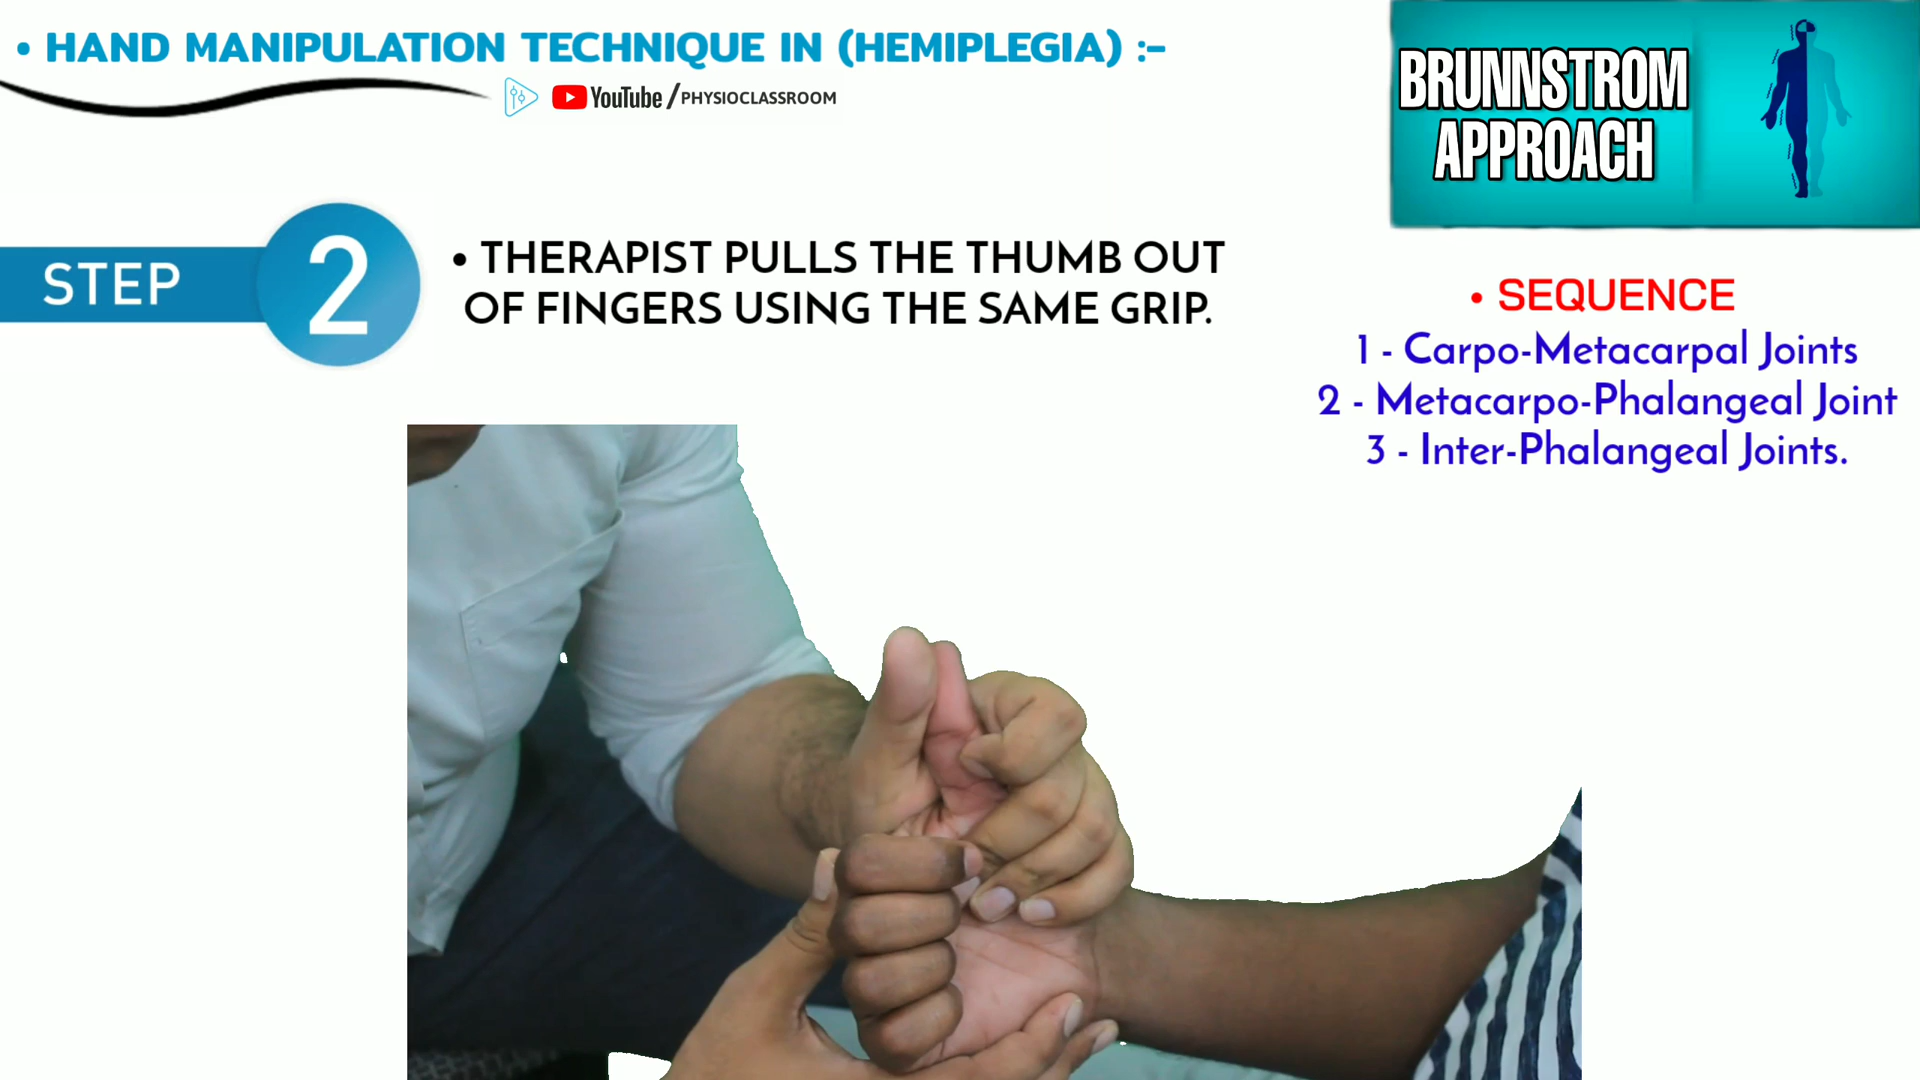 • HAND MANIPULATION TECHNIQUE IN (HEMIPLEGIA) :-
YouTube /PHYSIOCLASSROOM
BRUNNSTROM
APPROACH
STEP 2
• THERAPIST PULLS THE THUMB OUT
OF FINGERS USING THE SAME GRIP.
• SEQUENCE
1 - Carpo-Metacarpal Joints
2 - Metacarpo-Phalangeal Joint
3 - Inter-Phalangeal Joints.